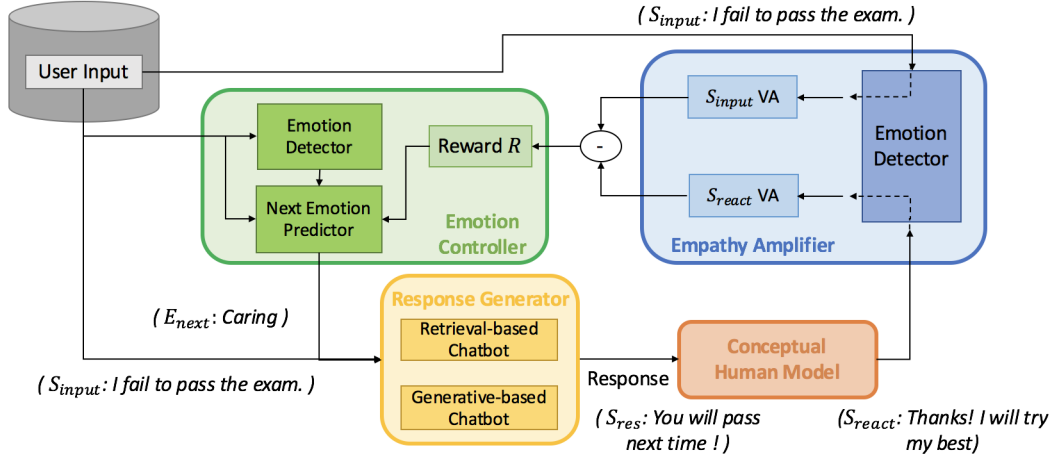 ( S_input: I fail to pass the exam. )
User Input
Emotion
Detector
Next Emotion
Predictor
Reward R
Emotion
Controller
-
S_input VA
S_react VA
Emotion
Detector
Empathy Amplifier
( E_next: Caring )
( S_input: I fail to pass the exam. )
Response Generator
Retrieval-based
Chatbot
Generative-based
Chatbot
Response
( S_res: You will pass
next time ! )
Conceptual
Human Model
(S_react: Thanks! I will try
my best)